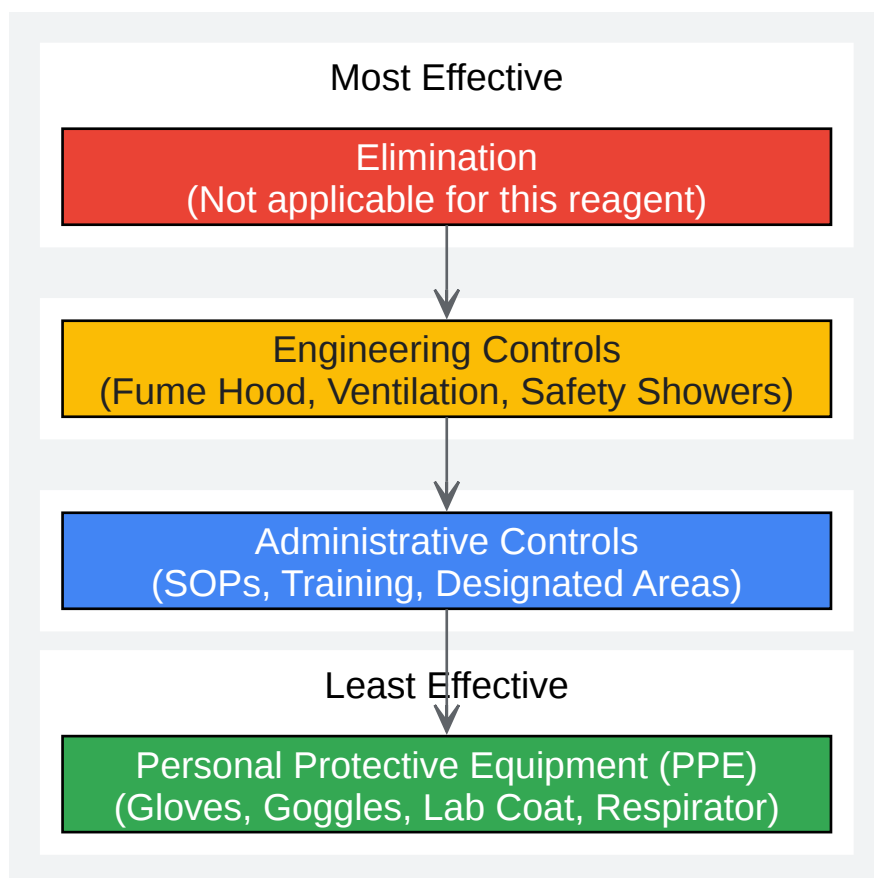 Most Effective
Elimination
(Not applicable for this reagent)
Engineering Controls
(Fume Hood, Ventilation, Safety Showers)
Administrative Controls
(SOPs, Training, Designated Areas)
Least Effective
Personal Protective Equipment (PPE)
(Gloves, Goggles, Lab Coat, Respirator)